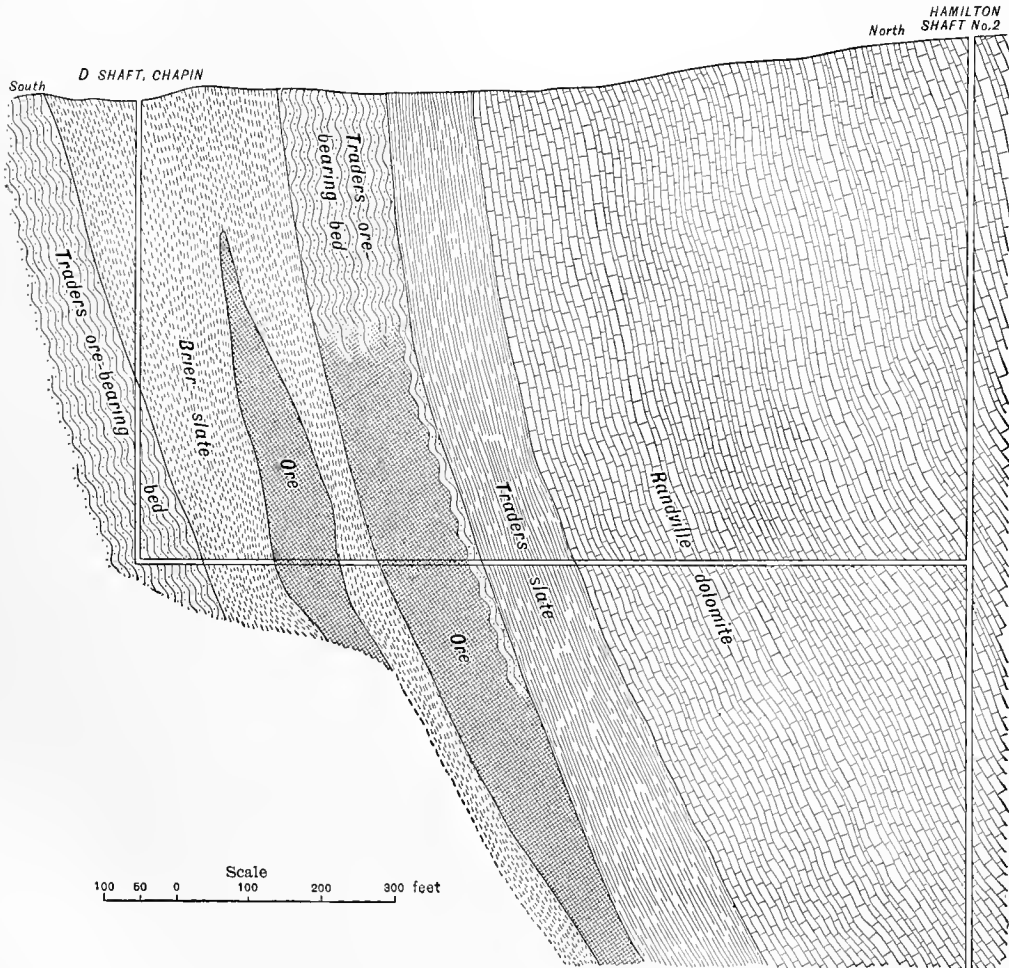 HAMILTON
North SHAFT No.2
D SHAFT, CHAPIN
South
Traders ore-
bearing bed
Traders ore-bearing bed
Brier slate
Ore
Ore
Traders slate
Randville dolomite
Scale
100 50 0 100 200 300 feet